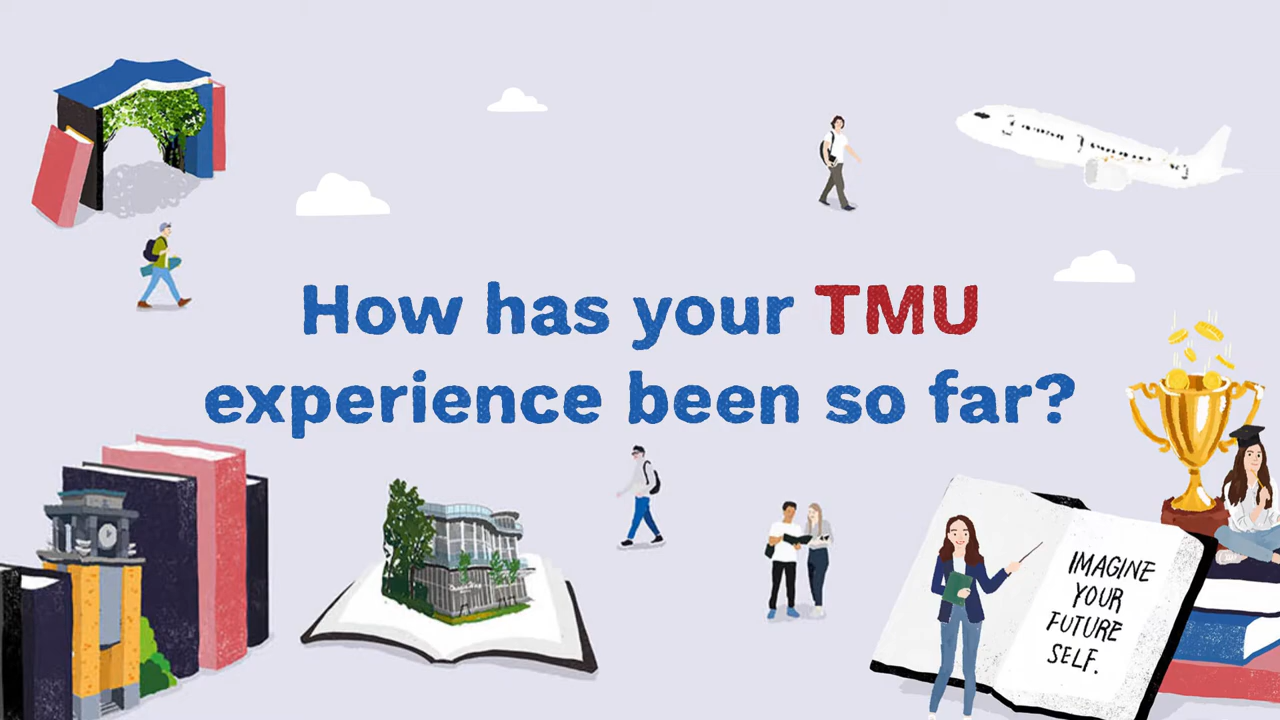 How has your TMU
experience been so far?
IMAGINE
YOUR
FUTURE
SELF.